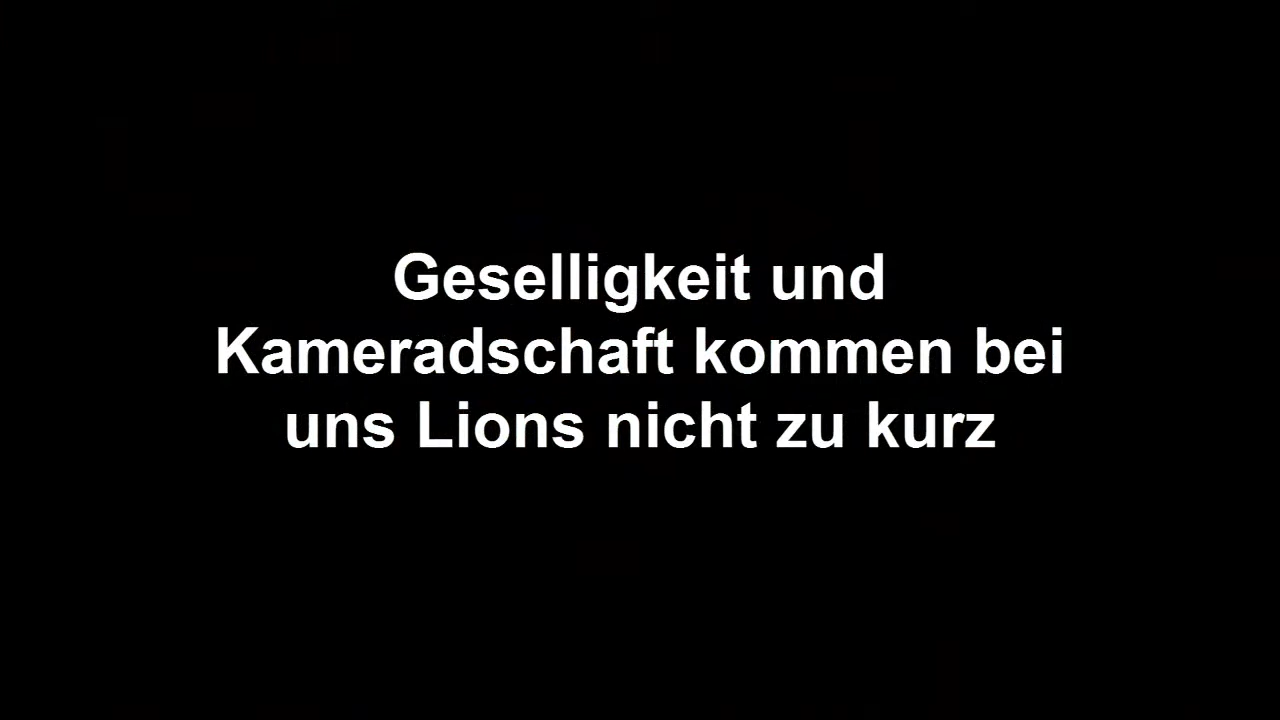 Geselligkeit und
Kameradschaft kommen bei
uns Lions nicht zu kurz